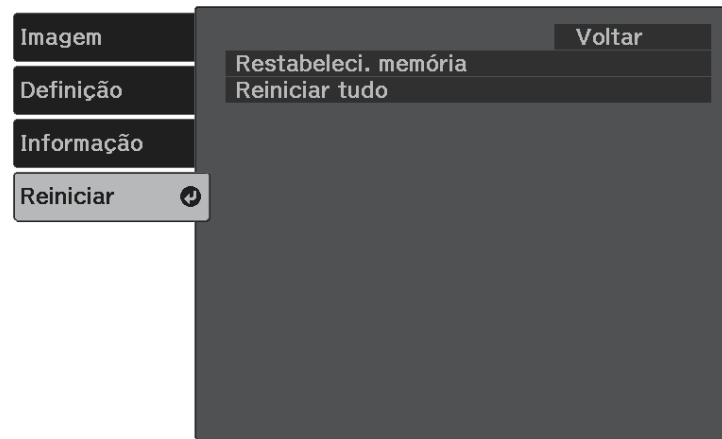 Imagem
Definição
Informação
Reiniciar
Voltar
Restabeleci. memória
Reiniciar tudo